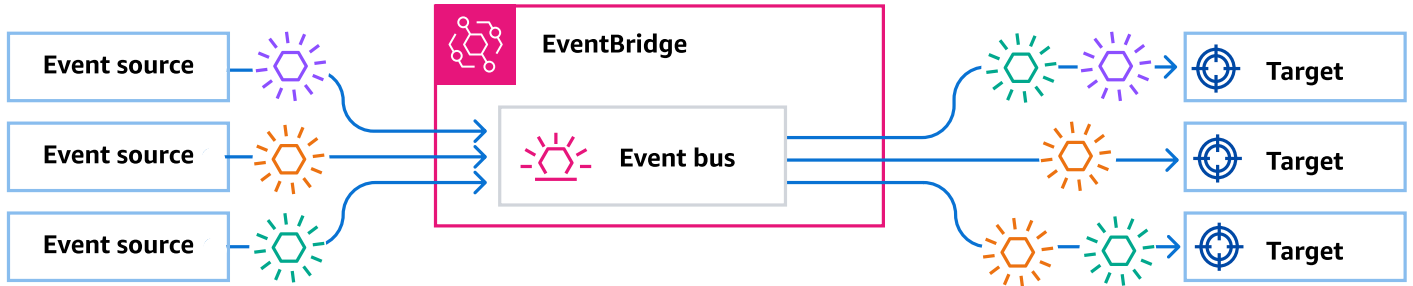 Event source
Event source
Event source
EventBridge
Event bus
Target
Target
Target